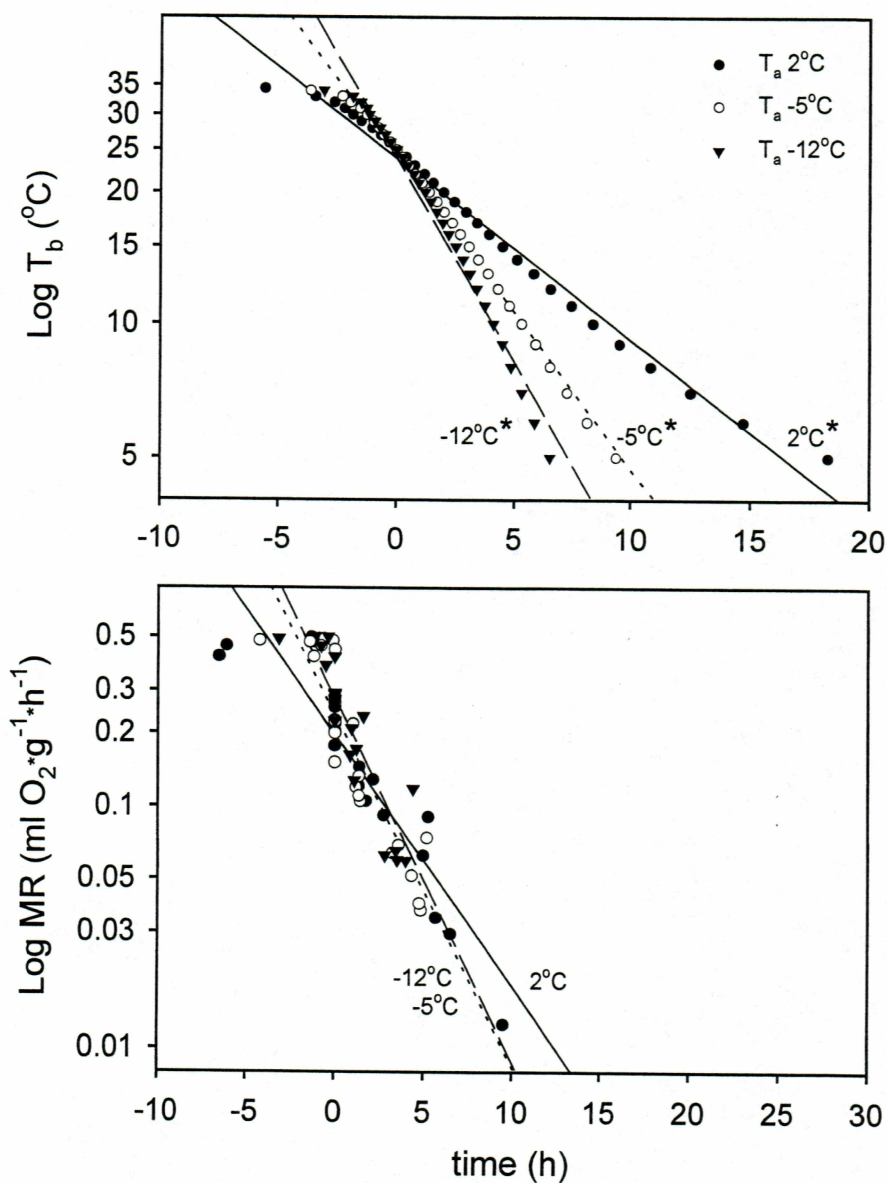 Log T_b (°C)
35
30
25
20
15
10
5
● T_a 2°C
○ T_a -5°C
▼ T_a -12°C
-12°C*
-5°C*
2°C*
-10 -5 0 5 10 15 20
Log MR (ml O₂*g⁻¹*h⁻¹)
0.5
0.3
0.2
0.1
0.05
0.03
0.01
-12°C
-5°C
2°C
-10 -5 0 5 10 15 20 25 30
time (h)